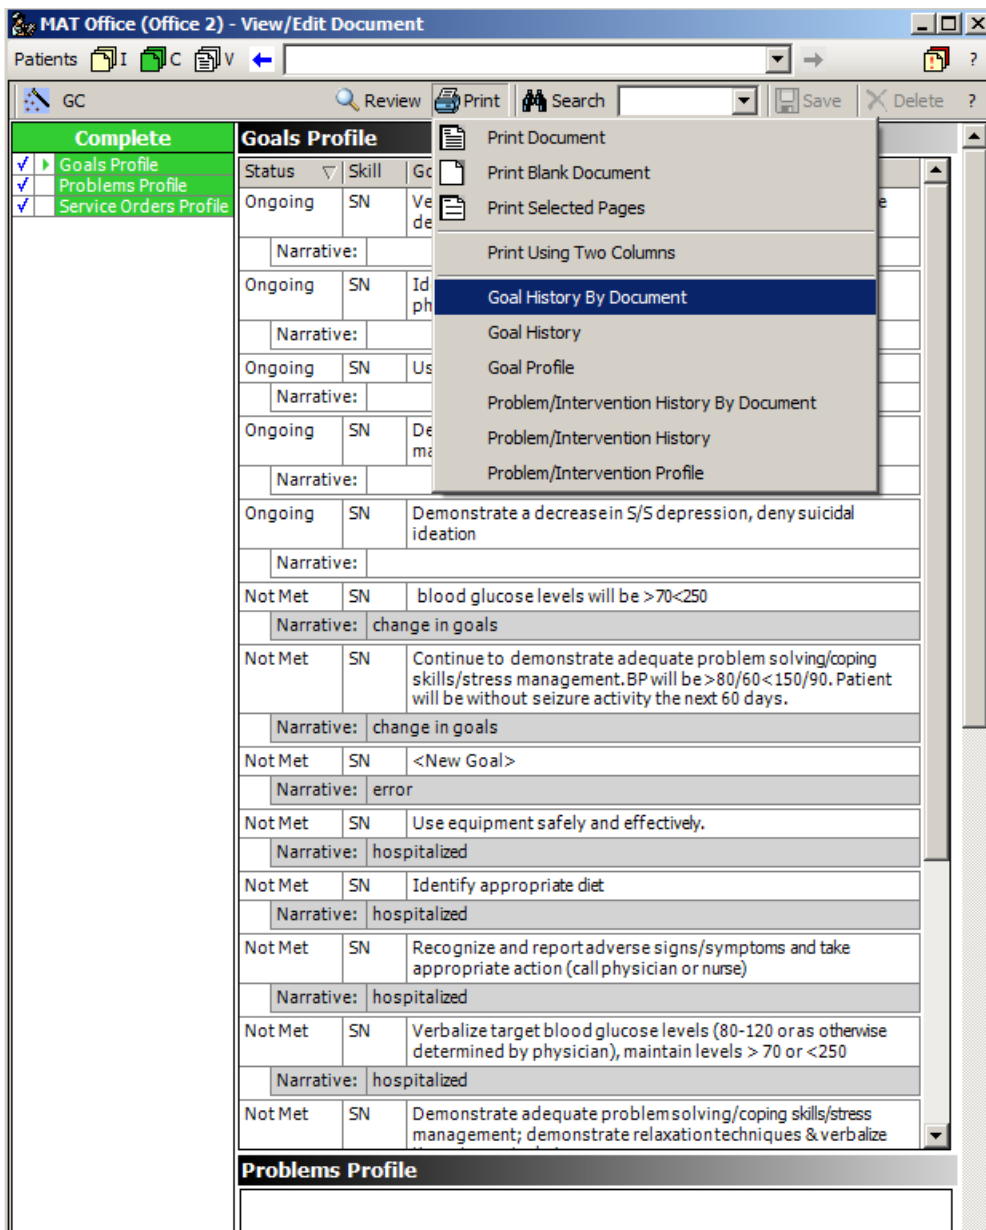 MAT Office (Office 2) - View/Edit Document
Patients I C V ?
GC Review Print Search Save Delete ?
Complete
Goals Profile
Problems Profile
Service Orders Profile
Goals Profile
Print Document
Print Blank Document
Print Selected Pages
Print Using Two Columns
Goal History By Document
Goal History
Goal Profile
Problem/Intervention History By Document
Problem/Intervention History
Problem/Intervention Profile
Status Skill
Ongoing SN
Narrative:
Ongoing SN
Narrative:
Ongoing SN
Narrative:
Ongoing SN
Narrative:
Ongoing SN Demonstrate a decrease in S/S depression, deny suicidal
ideation
Narrative:
Not Met SN blood glucose levels will be >70<250
Narrative: change in goals
Not Met SN Continue to demonstrate adequate problem solving/coping
skills/stress management. BP will be >80/60<150/90. Patient
will be without seizure activity the next 60 days.
Narrative: change in goals
Not Met SN <New Goal>
Narrative: error
Not Met SN Use equipment safely and effectively.
Narrative: hospitalized
Not Met SN Identify appropriate diet
Narrative: hospitalized
Not Met SN Recognize and report adverse signs/symptoms and take
appropriate action (call physician or nurse)
Narrative: hospitalized
Not Met SN Verbalize target blood glucose levels (80-120 or as otherwise
determined by physician), maintain levels > 70 or <250
Narrative: hospitalized
Not Met SN Demonstrate adequate problem solving/coping skills/stress
management; demonstrate relaxation techniques & verbalize
Problems Profile